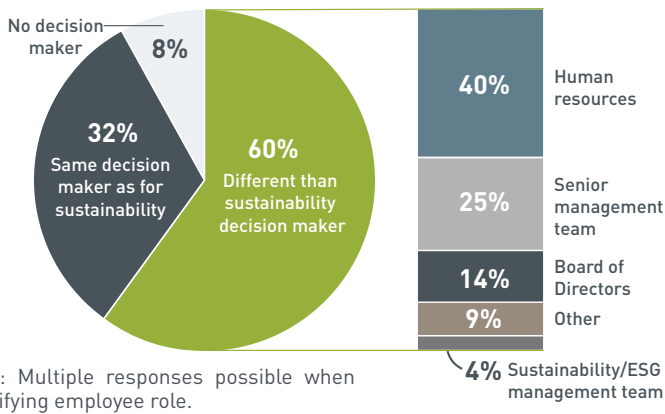 No decision
maker
8%
32%
Same decision
maker as for
sustainability
60%
Different than
sustainability
decision maker
40%
Human
resources
25%
Senior
management
team
14%
Board of
Directors
9%
Other
4% Sustainability/ESG
management team
: Multiple responses possible when
ifying employee role.